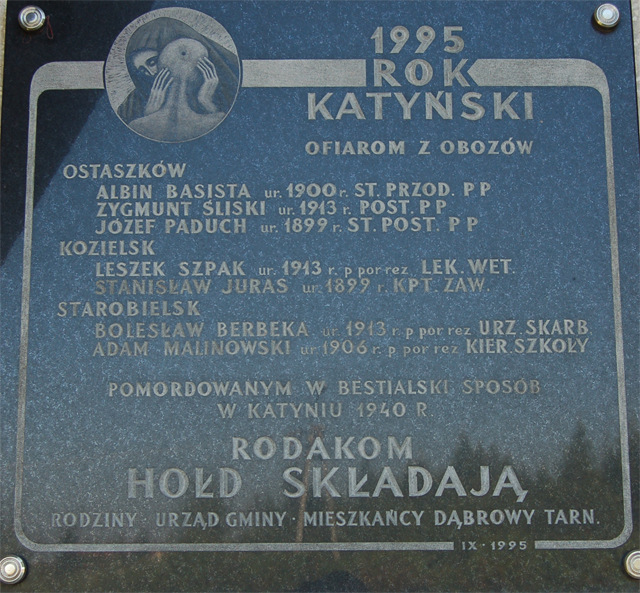 1995
ROK
KATYŃSKI
OFIAROM Z OBOZÓW
OSTASZKÓW
ALBIN BASISTA ur. 1900 r. ST. PRZOD. P P
ZYGMUNT ŚLISKI ur. 1913 r. POST. P P
JÓZEF PADUCH ur. 1899 r. ST. POST. P P
KOZIELSK
LESZEK SZPAK ur. 1913 r. p por rez LEK. WET.
STANISŁAW JURAS ur. 1899 r. KPT. ZAW.
STAROBIELSK
BOLESŁAW BERBEKA ur. 1913 r. p por rez URZ. SKARB.
ADAM MALINOWSKI ur. 1906 r. p por rez KIER. SZKOŁY
POMORDOWANYM W BESTIALSKI SPOSÓB
W KATYNIU 1940 R.
RODAKOM
HOŁD SKŁADAJĄ
RODZINY · URZĄD GMINY · MIESZKAŃCY DĄBROWY TARN.
IX · 1995